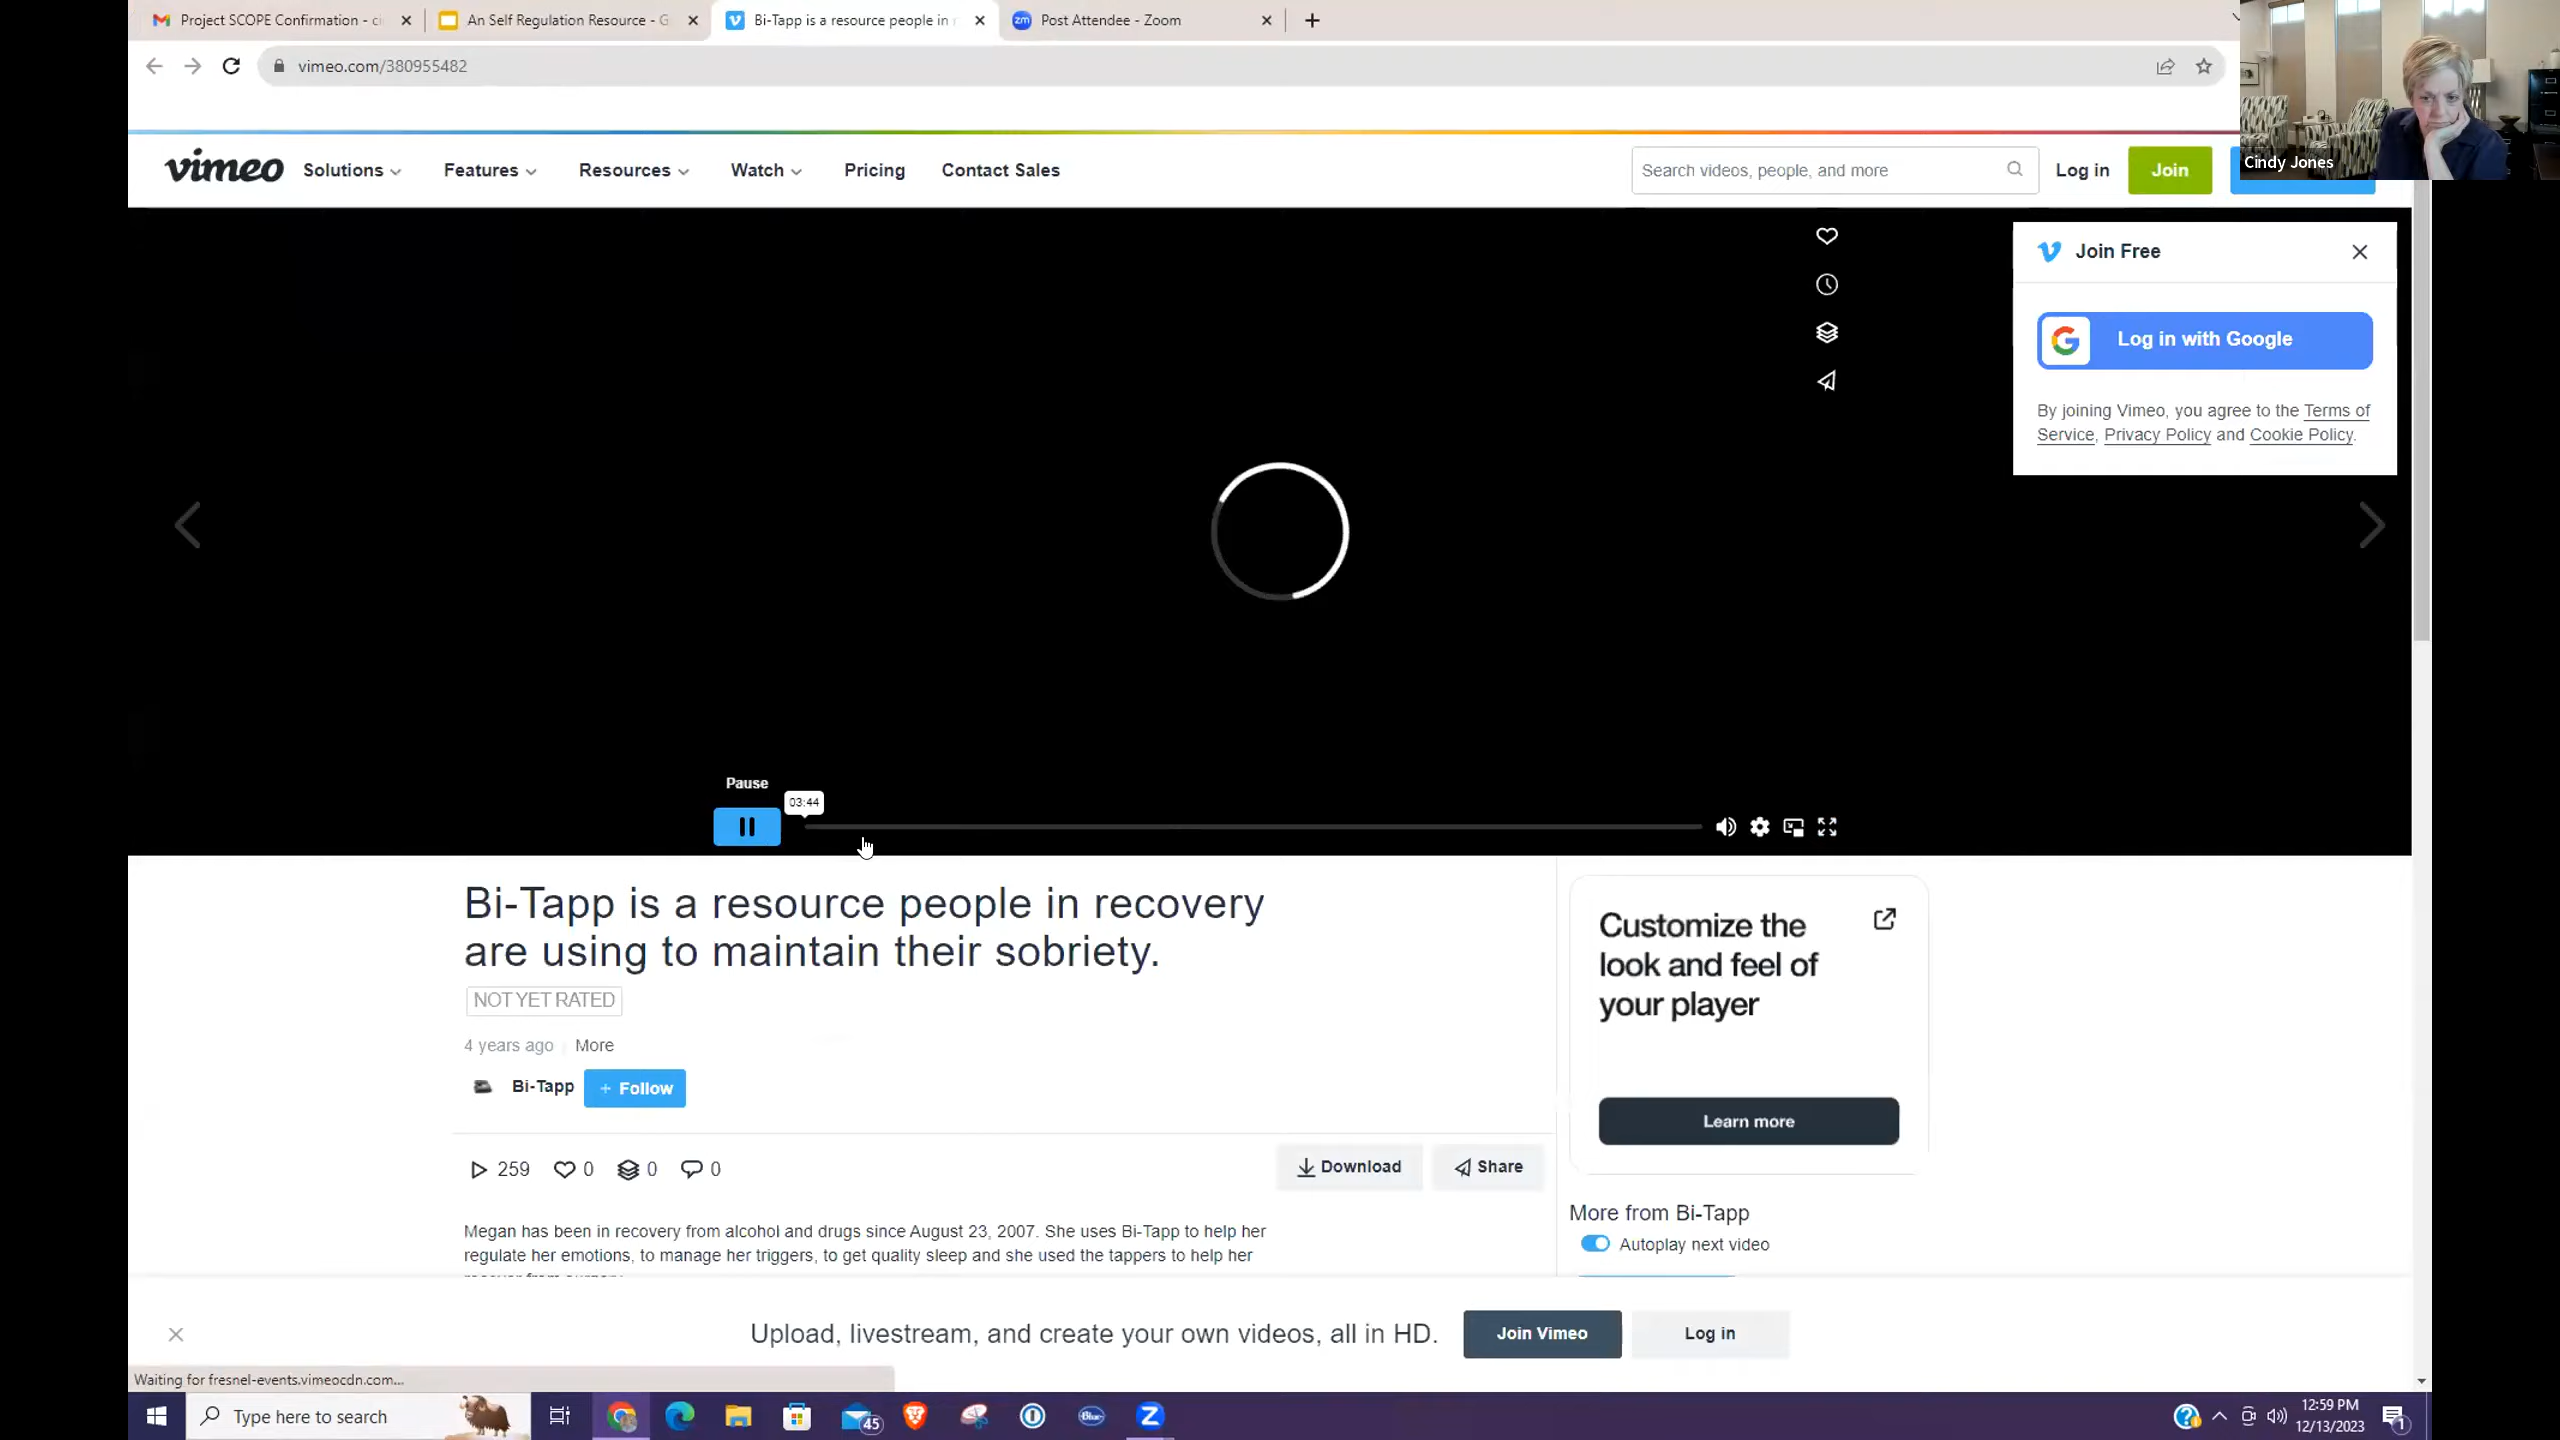 Project SCOPE Confirmation - ci
An Self Regulation Resource - G
Bi-Tapp is a resource people in r
zm
Post Attendee - Zoom
vimeo.com/380955482
vimeo
Solutions
Features
Resources
Watch
Pricing
Contact Sales
Search videos, people, and more
Log in
Join
Cindy Jones
Join Free
Log in with Google
By joining Vimeo, you agree to the Terms of
Service, Privacy Policy and Cookie Policy.
Pause
03:44
Bi-Tapp is a resource people in recovery
are using to maintain their sobriety.
NOT YET RATED
4 years ago
More
Bi-Tapp
+ Follow
259
0
0
0
Download
Share
Megan has been in recovery from alcohol and drugs since August 23, 2007. She uses Bi-Tapp to help her
regulate her emotions, to manage her triggers, to get quality sleep and she used the tappers to help her
Customize the
look and feel of
your player
Learn more
More from Bi-Tapp
Autoplay next video
Upload, livestream, and create your own videos, all in HD.
Join Vimeo
Log in
Waiting for fresnel-events.vimeocdn.com...
Type here to search
45
Blue
12:59 PM
12/13/2023
1